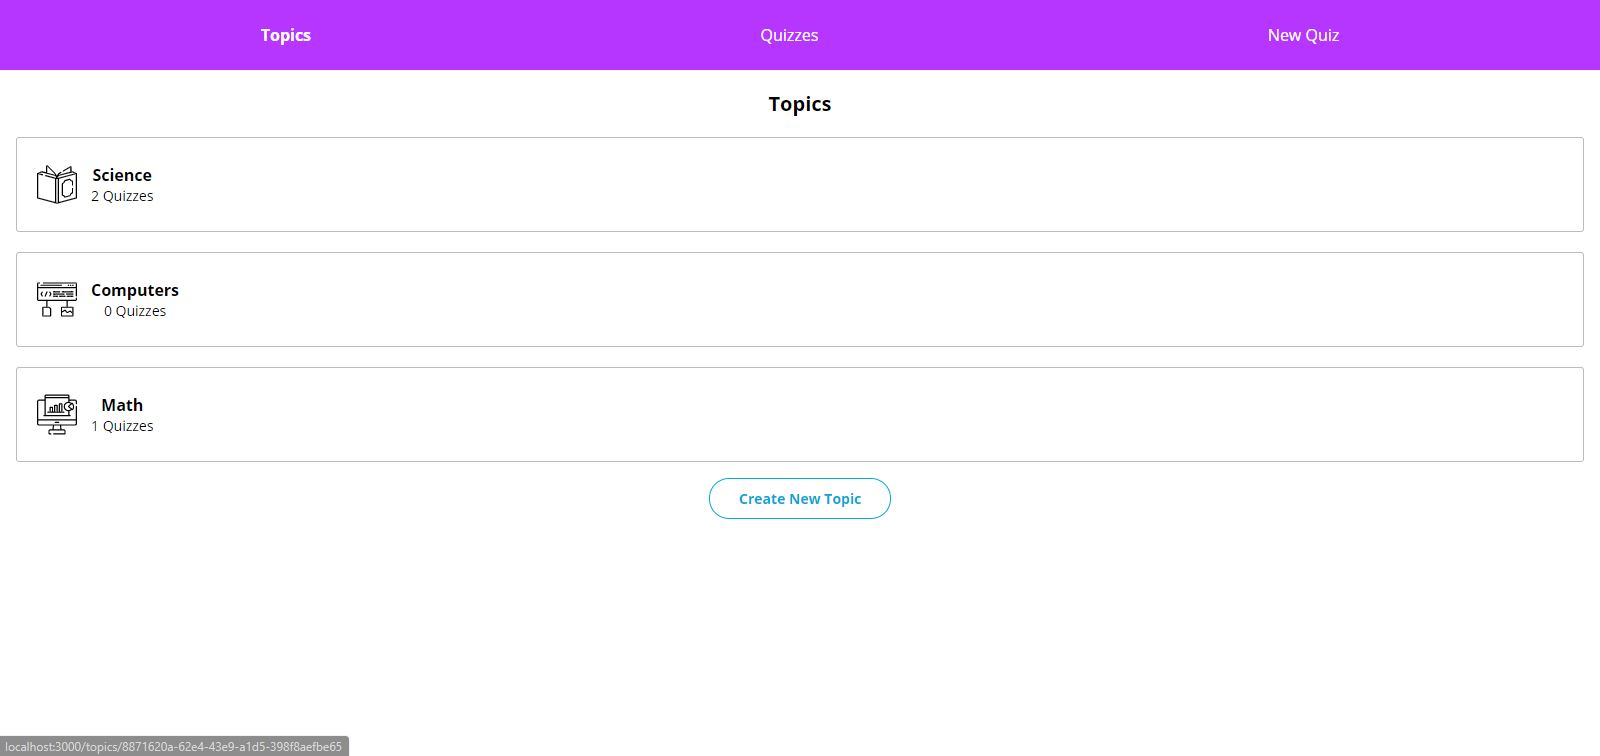 Topics
Quizzes
New Quiz
Topics
Science
2 Quizzes
Computers
0 Quizzes
Math
1 Quizzes
Create New Topic
localhost:3000/topics/8871620a-62e4-43e9-a1d5-398f8aefbe65